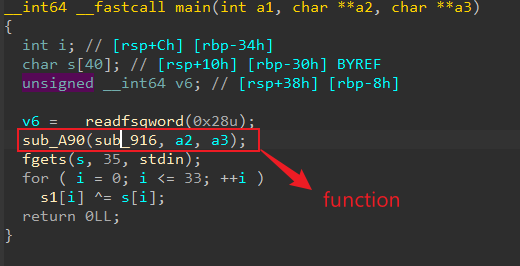 __int64 __fastcall main(int a1, char **a2, char **a3)
{
int i; // [rsp+Ch] [rbp-34h]
char s[40]; // [rsp+10h] [rbp-30h] BYREF
unsigned __int64 v6; // [rsp+38h] [rbp-8h]
v6 = __readfsqword(0x28u);
sub_A90(sub_916, a2, a3);
fgets(s, 35, stdin);
for ( i = 0; i <= 33; ++i )
s1[i] ^= s[i];
return 0LL;
}
function